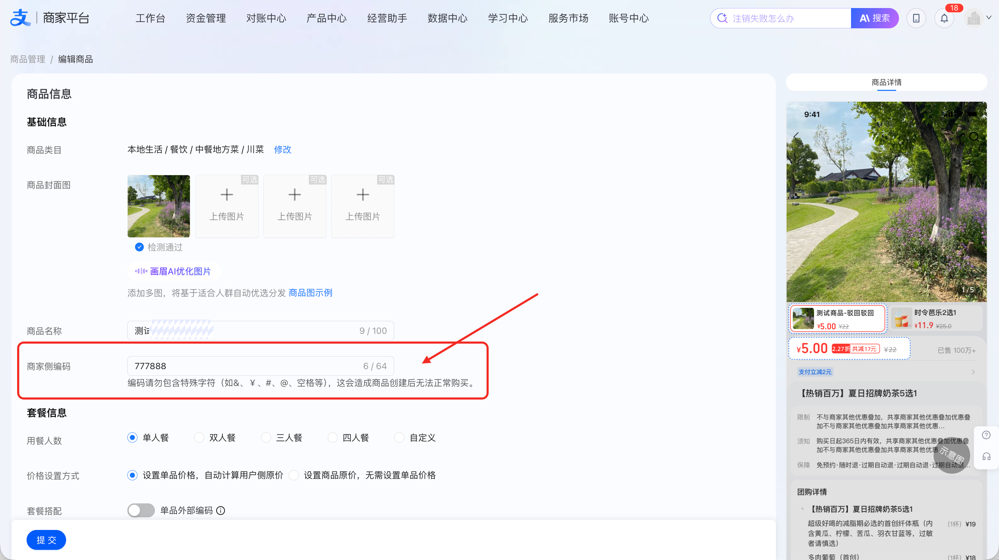 支 商家平台 工作台 资金管理 对账中心 产品中心 经营助手 数据中心 学习中心 服务市场 账号中心 注销失败怎么办 AI 搜索 18
商品管理 / 编辑商品
商品信息
基础信息
商品类目 本地生活 / 餐饮 / 中餐地方菜 / 川菜 修改
商品封面图 可选 可选 可选
上传图片 上传图片 上传图片
检测通过
画眉AI优化图片
添加多图，将基于适合人群自动优选分发 商品图示例
商品名称 测试 9 / 100
商家侧编码 777888 6 / 64
编码请勿包含特殊字符（如&、￥、#、@、空格等），这会造成商品创建后无法正常购买。
套餐信息
用餐人数 单人餐 双人餐 三人餐 四人餐 自定义
价格设置方式 设置单品价格，自动计算用户侧原价 设置商品原价，无需设置单品价格
套餐搭配 单品外部编码
提 交
商品详情
9:41
1 / 5
测试商品-驳回驳回
¥5.00 ¥22
时令芭乐2选1
¥11.9 ¥25.0
¥5.00 2.27折 共减17元 ¥22 已售 100万+
支付立减2元
【热销百万】夏日招牌奶茶5选1
限制 不与商家其他优惠叠加，共享商家其他优惠叠加优惠叠
加不与商家其他优惠叠加共享商家其他优惠...
须知 购买日起365日内有效，共享商家其他优惠叠加优惠叠
加不与商家其他优惠叠加共享商家其他优惠
保障 免预约·随时退·过期自动退·过期自动退·过期自动退...
示意图
团购详情
【热销百万】夏日招牌奶茶5选1
超级好喝的减脂期必选的首创纤体瓶（内 （1杯） ¥19
含黄瓜、柠檬、苦瓜、羽衣甘蓝等，过敏
者请慎选）
多肉葡萄（首创） （1杯） ¥18